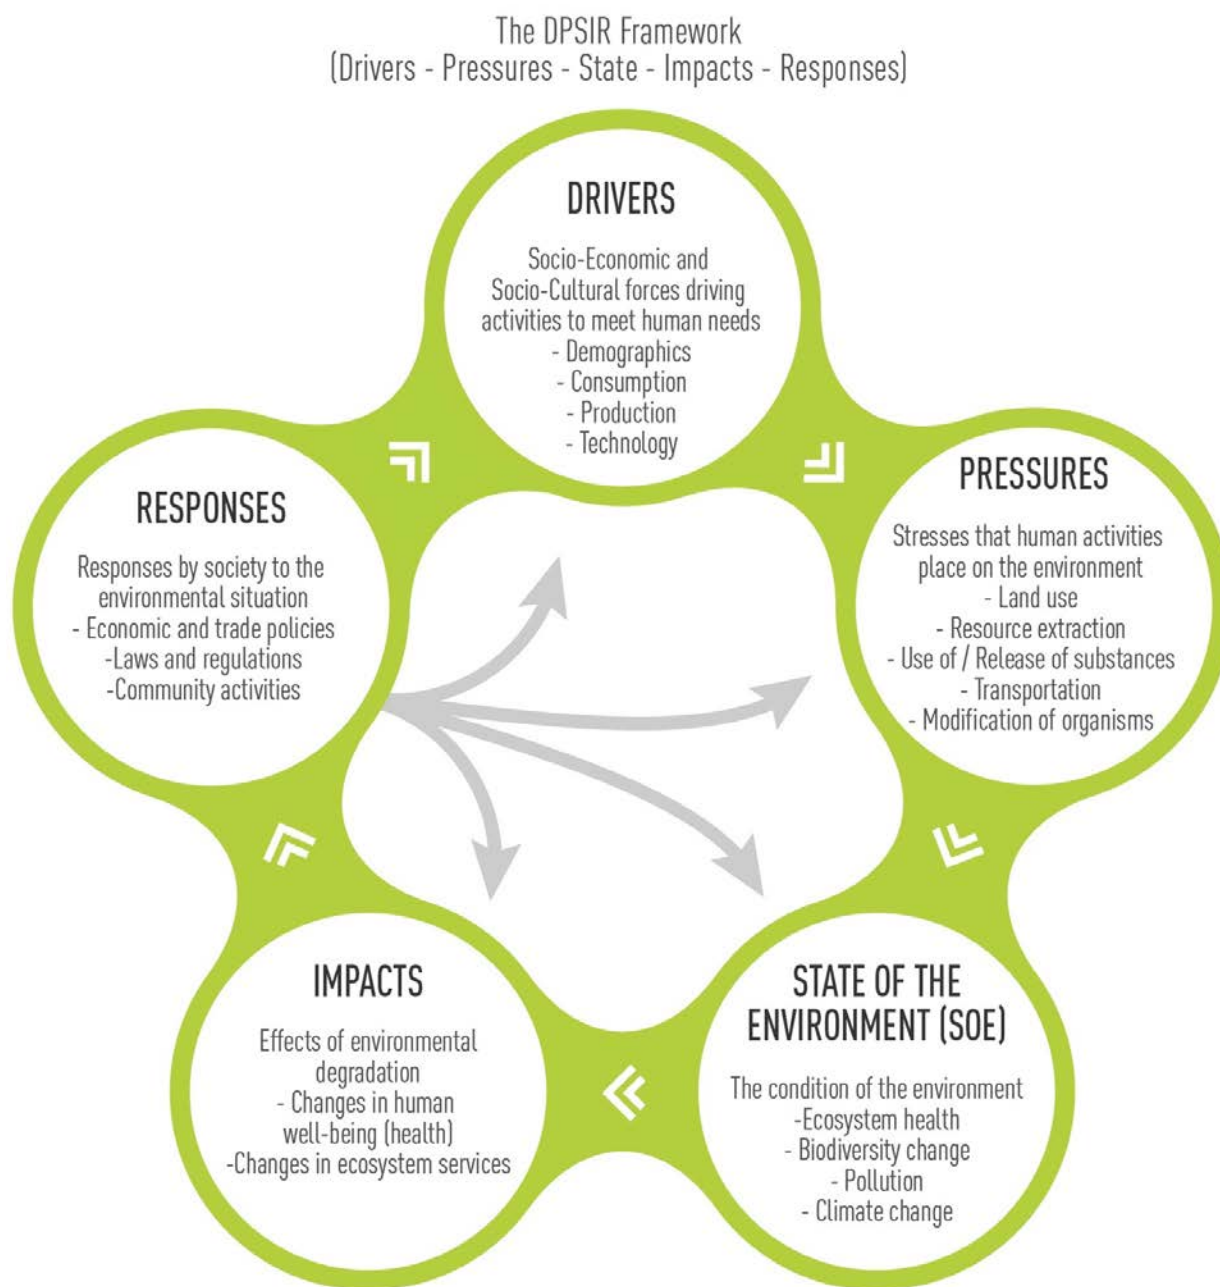 The DPSIR Framework
(Drivers - Pressures - State - Impacts - Responses)
DRIVERS
Socio-Economic and
Socio-Cultural forces driving
activities to meet human needs
- Demographics
- Consumption
- Production
- Technology
PRESSURES
Stresses that human activities
place on the environment
- Land use
- Resource extraction
- Use of / Release of substances
- Transportation
- Modification of organisms
STATE OF THE
ENVIRONMENT (SOE)
The condition of the environment
-Ecosystem health
- Biodiversity change
- Pollution
- Climate change
IMPACTS
Effects of environmental
degradation
- Changes in human
well-being (health)
-Changes in ecosystem services
RESPONSES
Responses by society to the
environmental situation
- Economic and trade policies
-Laws and regulations
-Community activities